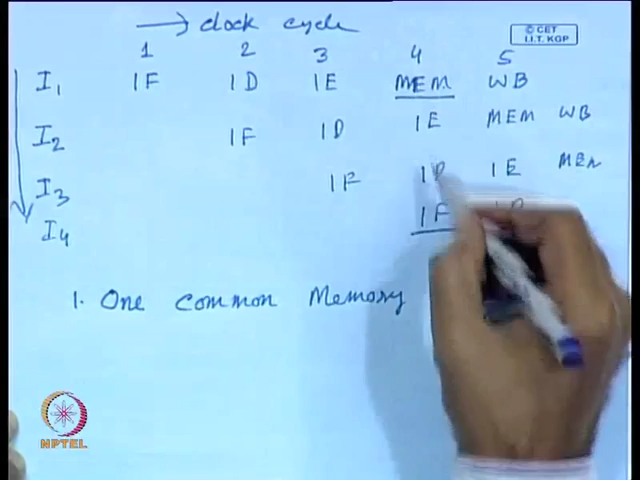 → clock cycle
© CET
I.I.T. KGP
1 2 3 4 5
I1 IF ID IE MEM WB
I2 IF ID IE MEM WB
I3 IF ID IE MEM
I4 IF
1. One common Memory
NPTEL